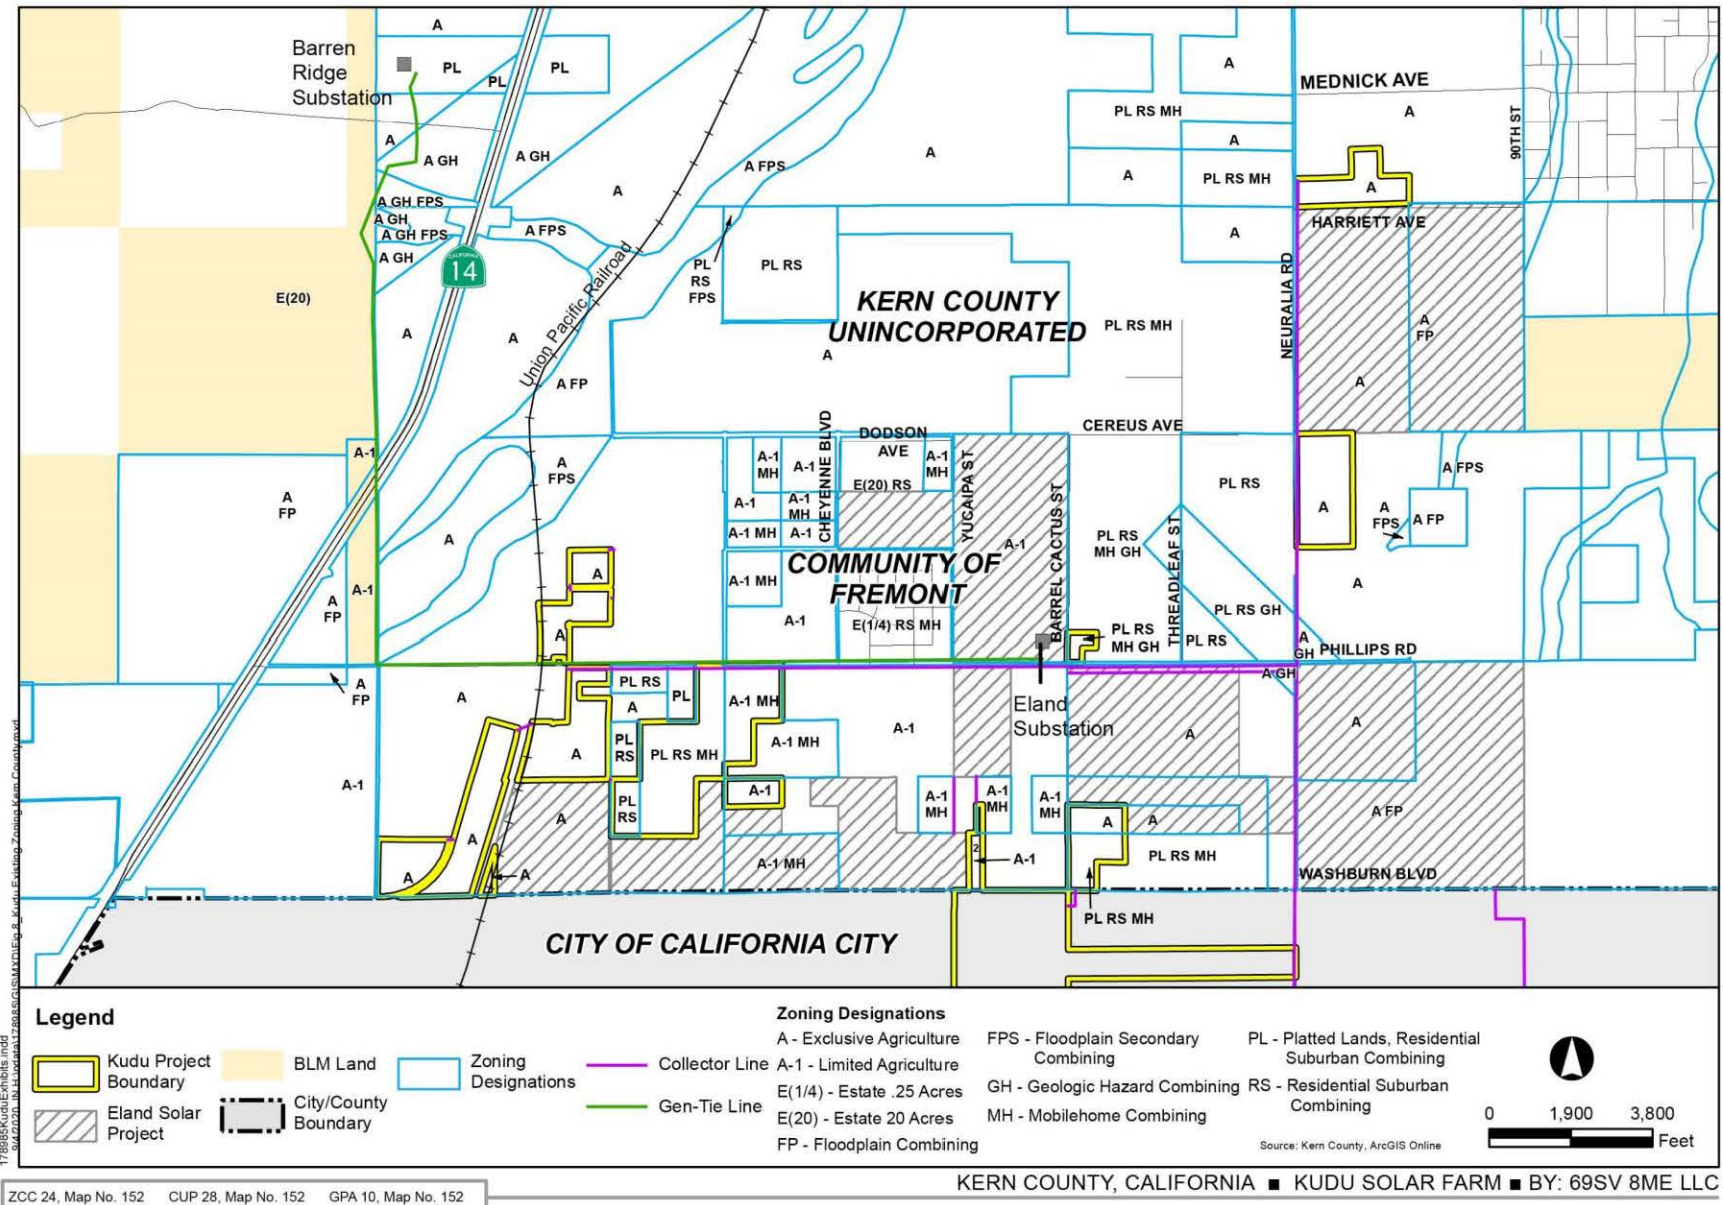 A
Barren
Ridge
Substation
PL
PL
PL
A
MEDNICK AVE
A
PL RS MH
90TH ST
A
A
A GH
A GH
A FPS
A
A
A
PL RS MH
A
A GH FPS
A GH
A GH FPS
A GH
A FPS
HARRIETT AVE
A
CALIFORNIA
14
PL
RS
FPS
PL RS
E(20)
Union Pacific Railroad
KERN COUNTY
UNINCORPORATED
PL RS MH
NEURALIA RD
A
FP
A
A
A
A FP
A
CHEYENNE BLVD
DODSON
AVE
CEREUS AVE
A-1
A-1
MH
A-1
A-1
MH
E(20) RS
YUCAIPA ST
BARREL CACTUS ST
A
FPS
A
FP
A-1
A-1
MH
A-1 MH
A-1
PL RS
A FPS
A
A
FPS
A FP
A
A-1
PL RS
MH GH
THREADLEAF ST
COMMUNITY OF
FREMONT
A-1 MH
A
A
A-1
A
FP
A-1
E(1/4) RS MH
PL RS GH
PL RS
MH GH
PL RS
A
A
GH
PHILLIPS RD
A
FP
A
PL RS
PL
A
A-1 MH
A GH
Eland
Substation
PL
RS
PL RS MH
A-1 MH
A-1
A
A
A
A-1
PL
RS
A-1
A-1
MH
A-1
MH
A-1
MH
A
A
A
A FP
A
2
A-1
PL RS MH
A-1 MH
A
A
WASHBURN BLVD
PL RS MH
CITY OF CALIFORNIA CITY
Legend
Kudu Project
Boundary
BLM Land
Zoning
Designations
Collector Line
Eland Solar
Project
City/County
Boundary
Gen-Tie Line
Zoning Designations
A - Exclusive Agriculture
A-1 - Limited Agriculture
E(1/4) - Estate .25 Acres
E(20) - Estate 20 Acres
FP - Floodplain Combining
FPS - Floodplain Secondary
Combining
GH - Geologic Hazard Combining
MH - Mobilehome Combining
PL - Platted Lands, Residential
Suburban Combining
RS - Residential Suburban
Combining
0 1,900 3,800
Feet
Source: Kern County, ArcGIS Online
178985KuduExhibits.indd
KERN COUNTY, CALIFORNIA ■ KUDU SOLAR FARM ■ BY: 69SV 8ME LLC
ZCC 24, Map No. 152 CUP 28, Map No. 152 GPA 10, Map No. 152